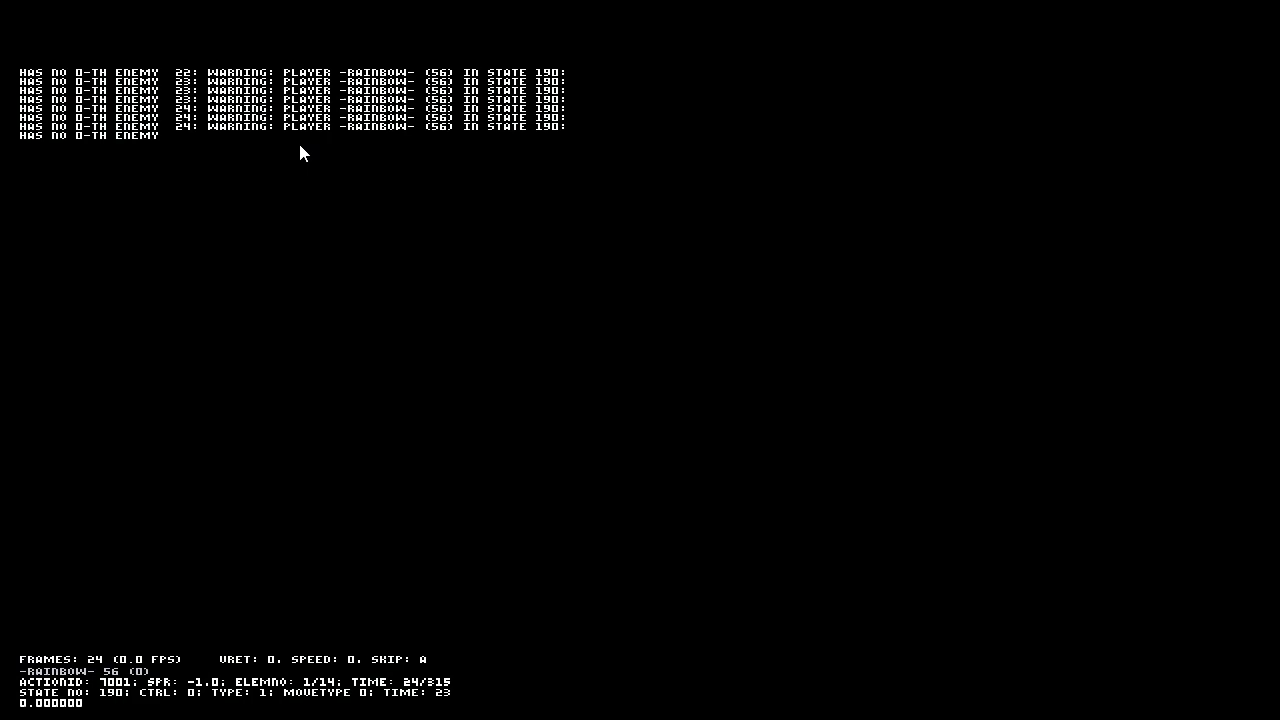 HAS NO 0-TH ENEMY  22: WARNING: PLAYER -RAINBOW- (56) IN STATE 190:
HAS NO 0-TH ENEMY  23: WARNING: PLAYER -RAINBOW- (56) IN STATE 190:
HAS NO 0-TH ENEMY  23: WARNING: PLAYER -RAINBOW- (56) IN STATE 190:
HAS NO 0-TH ENEMY  23: WARNING: PLAYER -RAINBOW- (56) IN STATE 190:
HAS NO 0-TH ENEMY  24: WARNING: PLAYER -RAINBOW- (56) IN STATE 190:
HAS NO 0-TH ENEMY  24: WARNING: PLAYER -RAINBOW- (56) IN STATE 190:
HAS NO 0-TH ENEMY  24: WARNING: PLAYER -RAINBOW- (56) IN STATE 190:
HAS NO 0-TH ENEMY
FRAMES: 24 (0.0 FPS)    VRET: 0. SPEED: 0. SKIP: A
-RAINBOW- 56 (0)
ACTIONID: 7001; SPR: -1.0; ELEMNO: 1/14; TIME: 24/315
STATE NO: 190; CTRL: 0; TYPE: 1; MOVETYPE 0; TIME: 23
0.000000